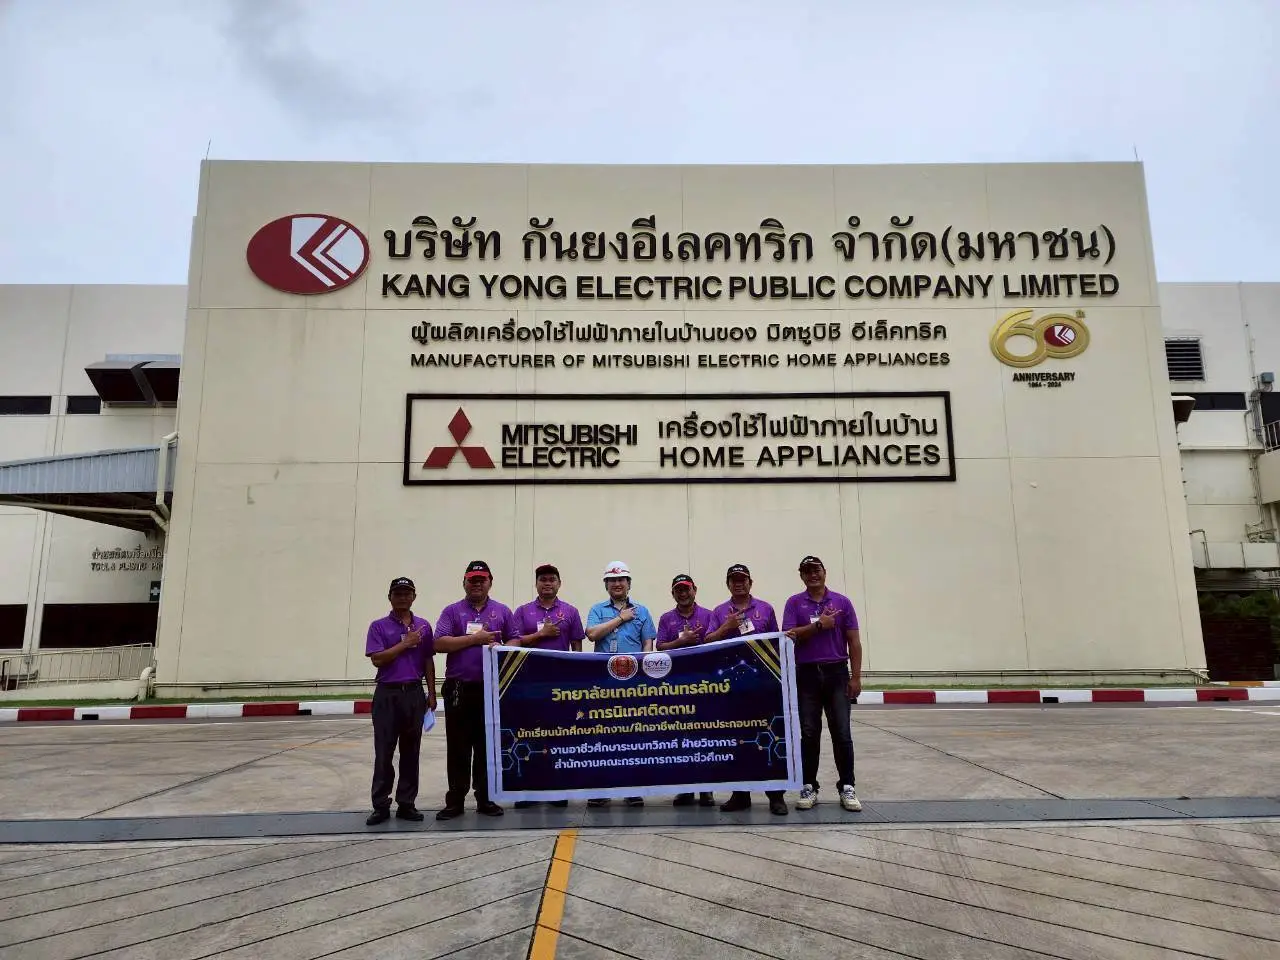 บริษัท กันยงอีเลคทริก จำกัด(มหาชน)
KANG YONG ELECTRIC PUBLIC COMPANY LIMITED
ผู้ผลิตเครื่องใช้ไฟฟ้าภายในบ้านของ มิตซูบิชิ อีเล็คทริค
MANUFACTURER OF MITSUBISHI ELECTRIC HOME APPLIANCES
60th
ANNIVERSARY
1964 - 2024
MITSUBISHI ELECTRIC
เครื่องใช้ไฟฟ้าภายในบ้าน
HOME APPLIANCES
TOOL & PLASTIC
วิทยาลัยเทคนิคกันทรลักษ์
การนิเทศติดตาม
นักเรียนนักศึกษาฝึกงาน/ฝึกอาชีพในสถานประกอบการ
งานอาชีวศึกษาระบบทวิภาคี ฝ่ายวิชาการ
สำนักงานคณะกรรมการการอาชีวศึกษา